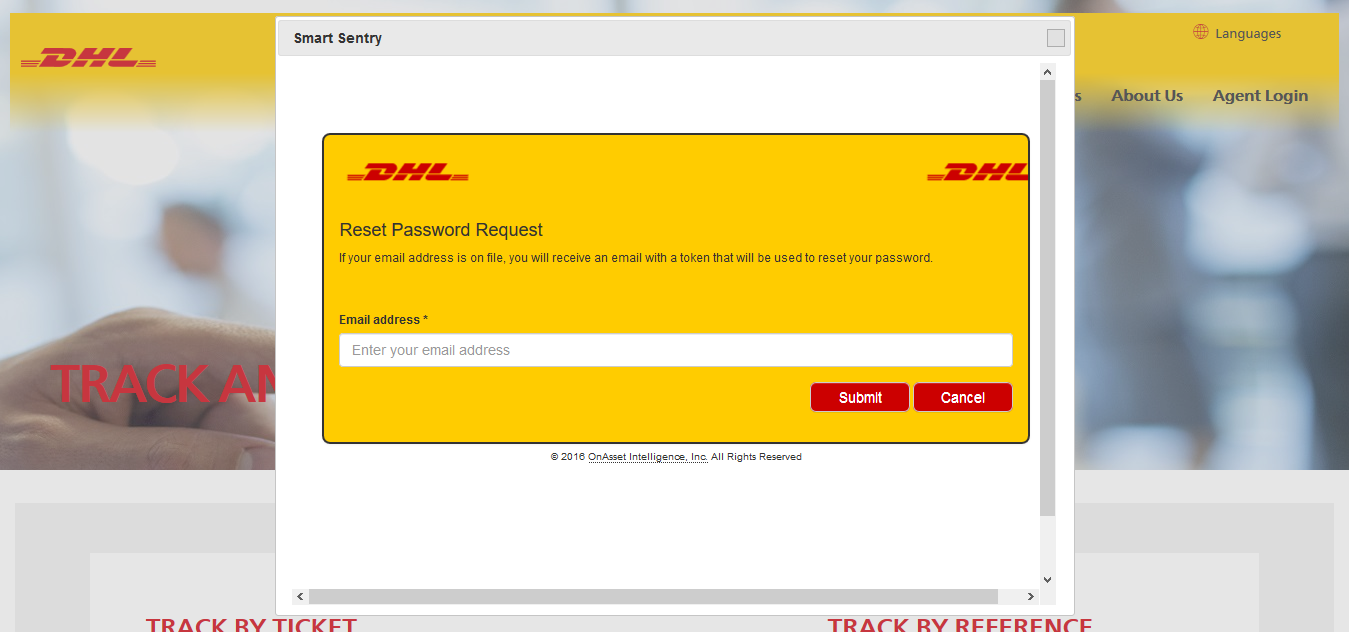 Smart Sentry
DHL
Languages
s About Us Agent Login
DHL DHL
Reset Password Request
If your email address is on file, you will receive an email with a token that will be used to reset your password.
Email address *
Enter your email address
Submit Cancel
TRACK AN
© 2016 OnAsset Intelligence, Inc. All Rights Reserved
TRACK BY TICKET TRACK BY REFERENCE